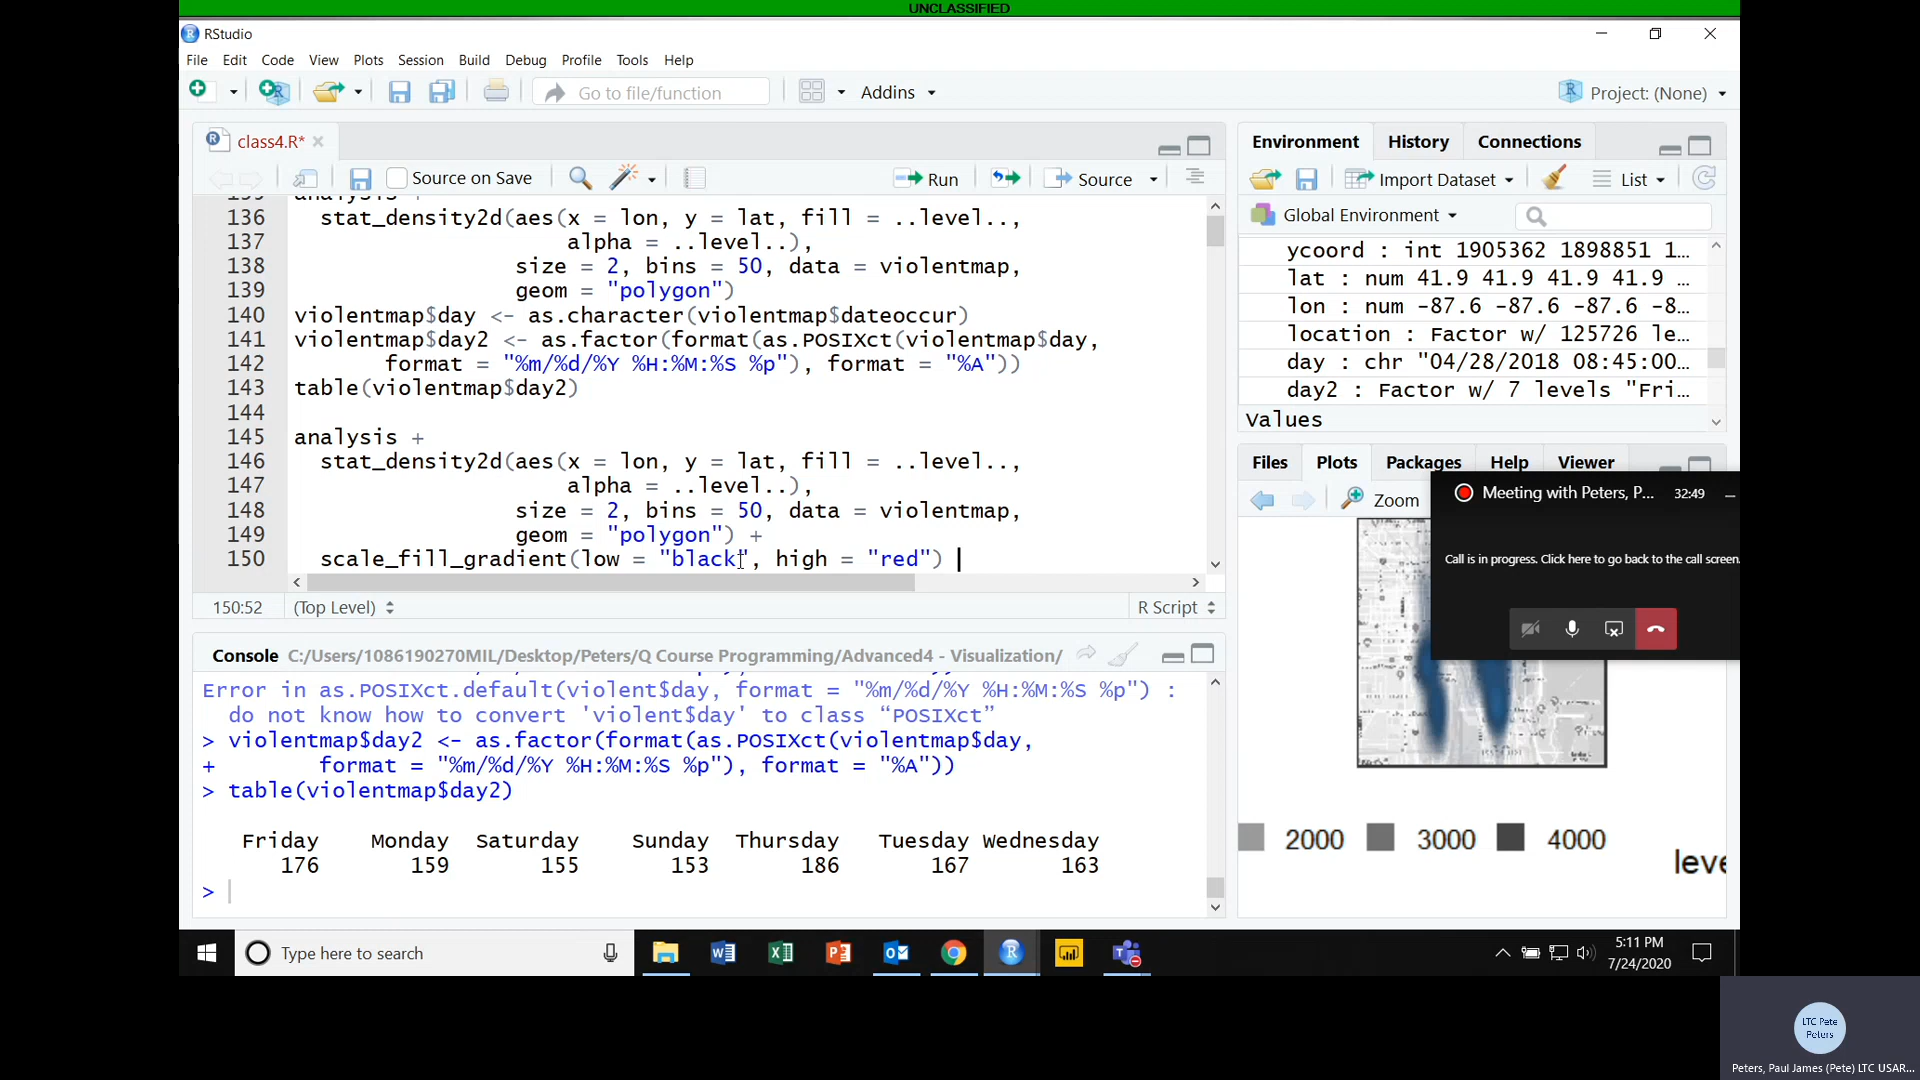 UNCLASSIFIED
RStudio
File Edit Code View Plots Session Build Debug Profile Tools Help
Go to file/function Addins Project: (None)
class4.R*
Source on Save Run Source
136 stat_density2d(aes(x = lon, y = lat, fill = ..level..,
137 alpha = ..level..),
138 size = 2, bins = 50, data = violentmap,
139 geom = "polygon")
140 violentmap$day <- as.character(violentmap$dateoccur)
141 violentmap$day2 <- as.factor(format(as.POSIXct(violentmap$day,
142 format = "%m/%d/%Y %H:%M:%S %p"), format = "%A"))
143 table(violentmap$day2)
144
145 analysis +
146 stat_density2d(aes(x = lon, y = lat, fill = ..level..,
147 alpha = ..level..),
148 size = 2, bins = 50, data = violentmap,
149 geom = "polygon") +
150 scale_fill_gradient(low = "black", high = "red")
150:52 (Top Level) R Script
Console C:/Users/1086190270MIL/Desktop/Peters/Q Course Programming/Advanced4 - Visualization/
Error in as.POSIXct.default(violent$day, format = "%m/%d/%Y %H:%M:%S %p") :
do not know how to convert 'violent$day' to class “POSIXct”
> violentmap$day2 <- as.factor(format(as.POSIXct(violentmap$day,
+ format = "%m/%d/%Y %H:%M:%S %p"), format = "%A"))
> table(violentmap$day2)
Friday Monday Saturday Sunday Thursday Tuesday Wednesday
176 159 155 153 186 167 163
>
Environment History Connections
Import Dataset List
Global Environment
ycoord : int 1905362 1898851 1...
lat : num 41.9 41.9 41.9 41.9 ...
lon : num -87.6 -87.6 -87.6 -8...
location : Factor w/ 125726 le...
day : chr "04/28/2018 08:45:00...
day2 : Factor w/ 7 levels "Fri...
Values
Files Plots Packages Help Viewer
Zoom
Meeting with Peters, P... 32:49
Call is in progress. Click here to go back to the call screen.
2000 3000 4000
leve
Type here to search
5:11 PM
7/24/2020
LTC Pete
Peters
Peters, Paul James (Pete) LTC USAR...